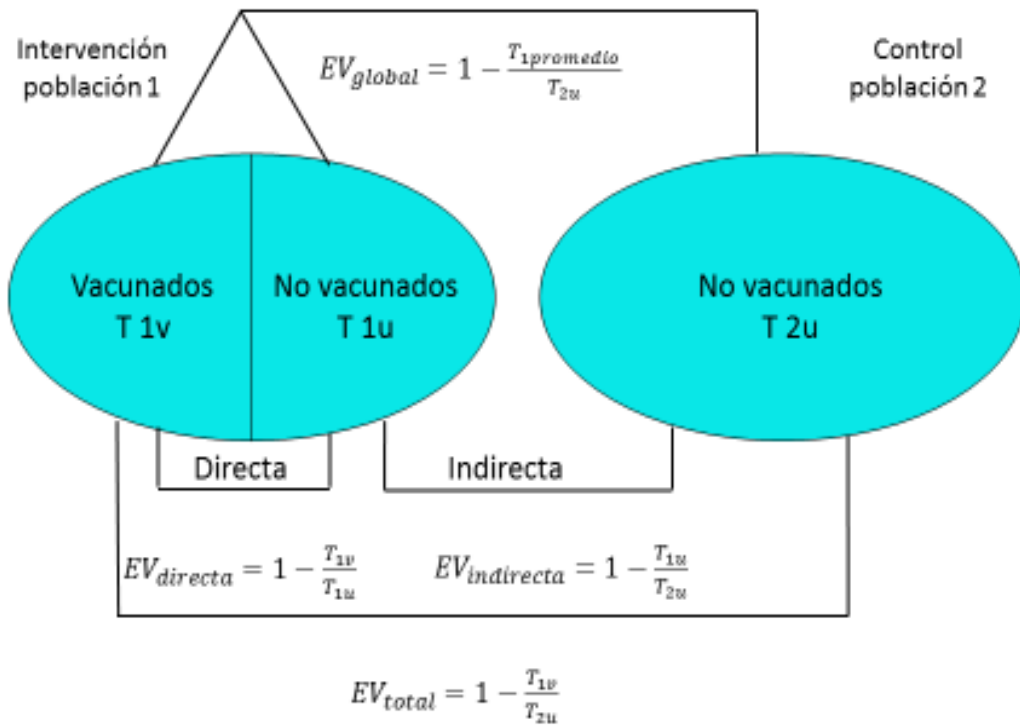 Intervención
población 1
EV_global = 1 − T_1promedio / T_2u
Control
población 2
Vacunados
T 1v
No vacunados
T 1u
No vacunados
T 2u
Directa
Indirecta
EV_directa = 1 − T_1v / T_1u
EV_indirecta = 1 − T_1u / T_2u
EV_total = 1 − T_1v / T_2u